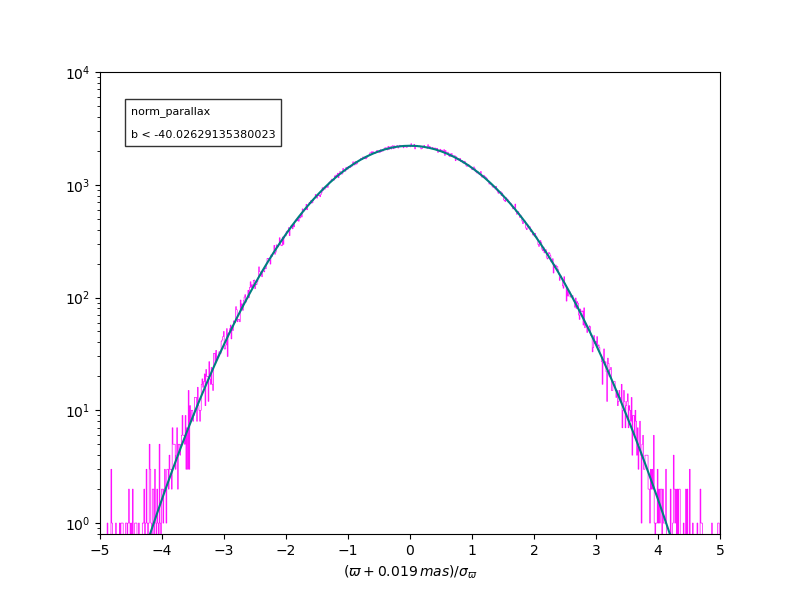 10⁴
10³
10²
10¹
10⁰
norm_parallax
b < -40.02629135380023
−5 −4 −3 −2 −1 0 1 2 3 4 5
(ϖ + 0.019 mas)/σ_ϖ